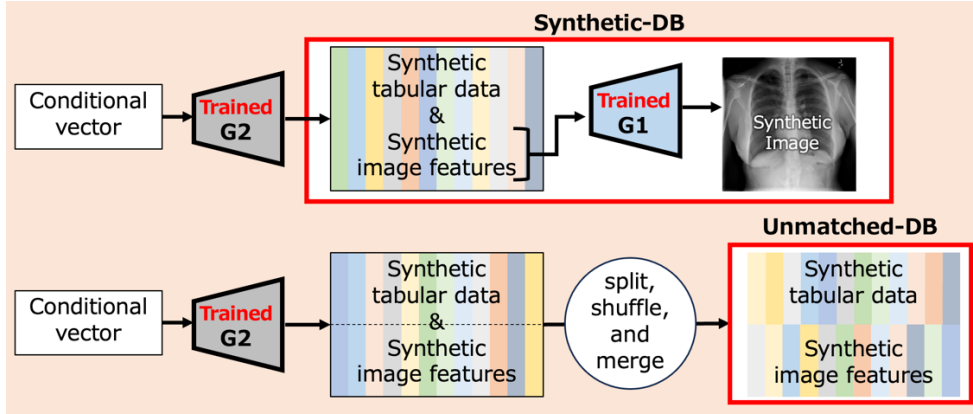 Synthetic-DB
Conditional
vector
Trained
G2
Synthetic
tabular data
&
Synthetic
image features
Trained
G1
Synthetic
Image
Unmatched-DB
Conditional
vector
Trained
G2
Synthetic
tabular data
&
Synthetic
image features
split,
shuffle,
and
merge
Synthetic
tabular data
Synthetic
image features